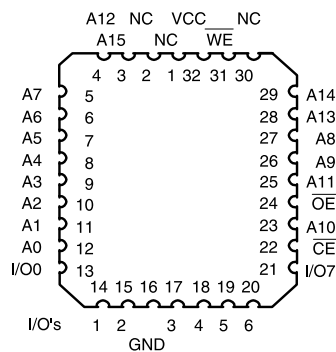 A12 NC VCC NC
A15 NC W̅E̅
4 3 2 1 32 31 30
A7 5 29 A14
A6 6 28 A13
A5 7 27 A8
A4 8 26 A9
A3 9 25 A11
A2 10 24 O̅E̅
A1 11 23 A10
A0 12 22 C̅E̅
I/O0 13 21 I/O7
14 15 16 17 18 19 20
I/O's 1 2 3 4 5 6
GND